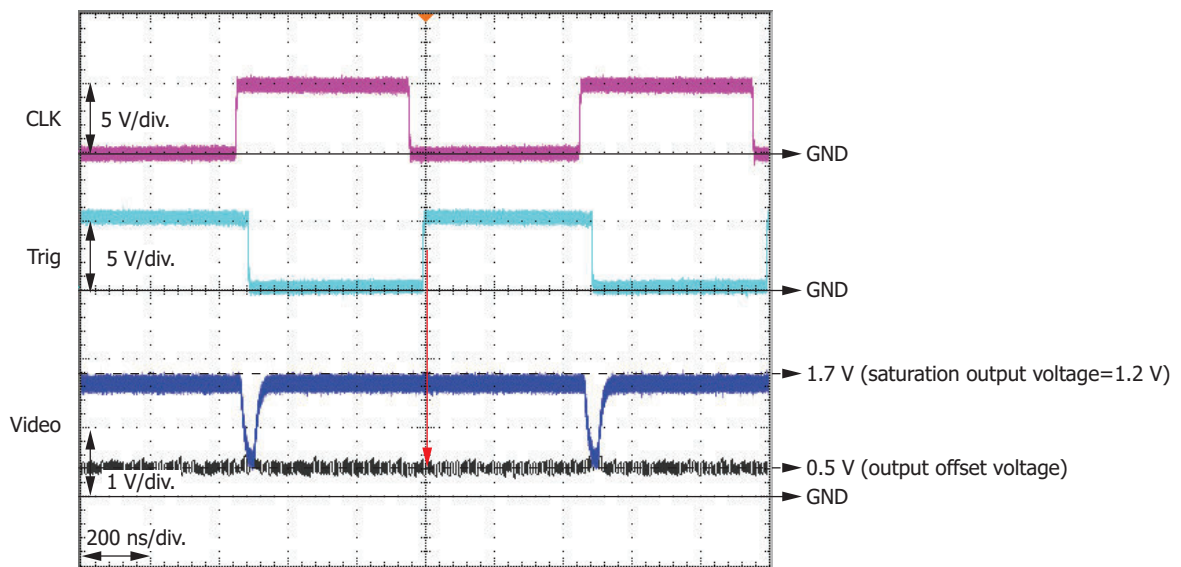 CLK
5 V/div.
GND
Trig
5 V/div.
GND
1.7 V (saturation output voltage=1.2 V)
Video
0.5 V (output offset voltage)
1 V/div.
GND
200 ns/div.